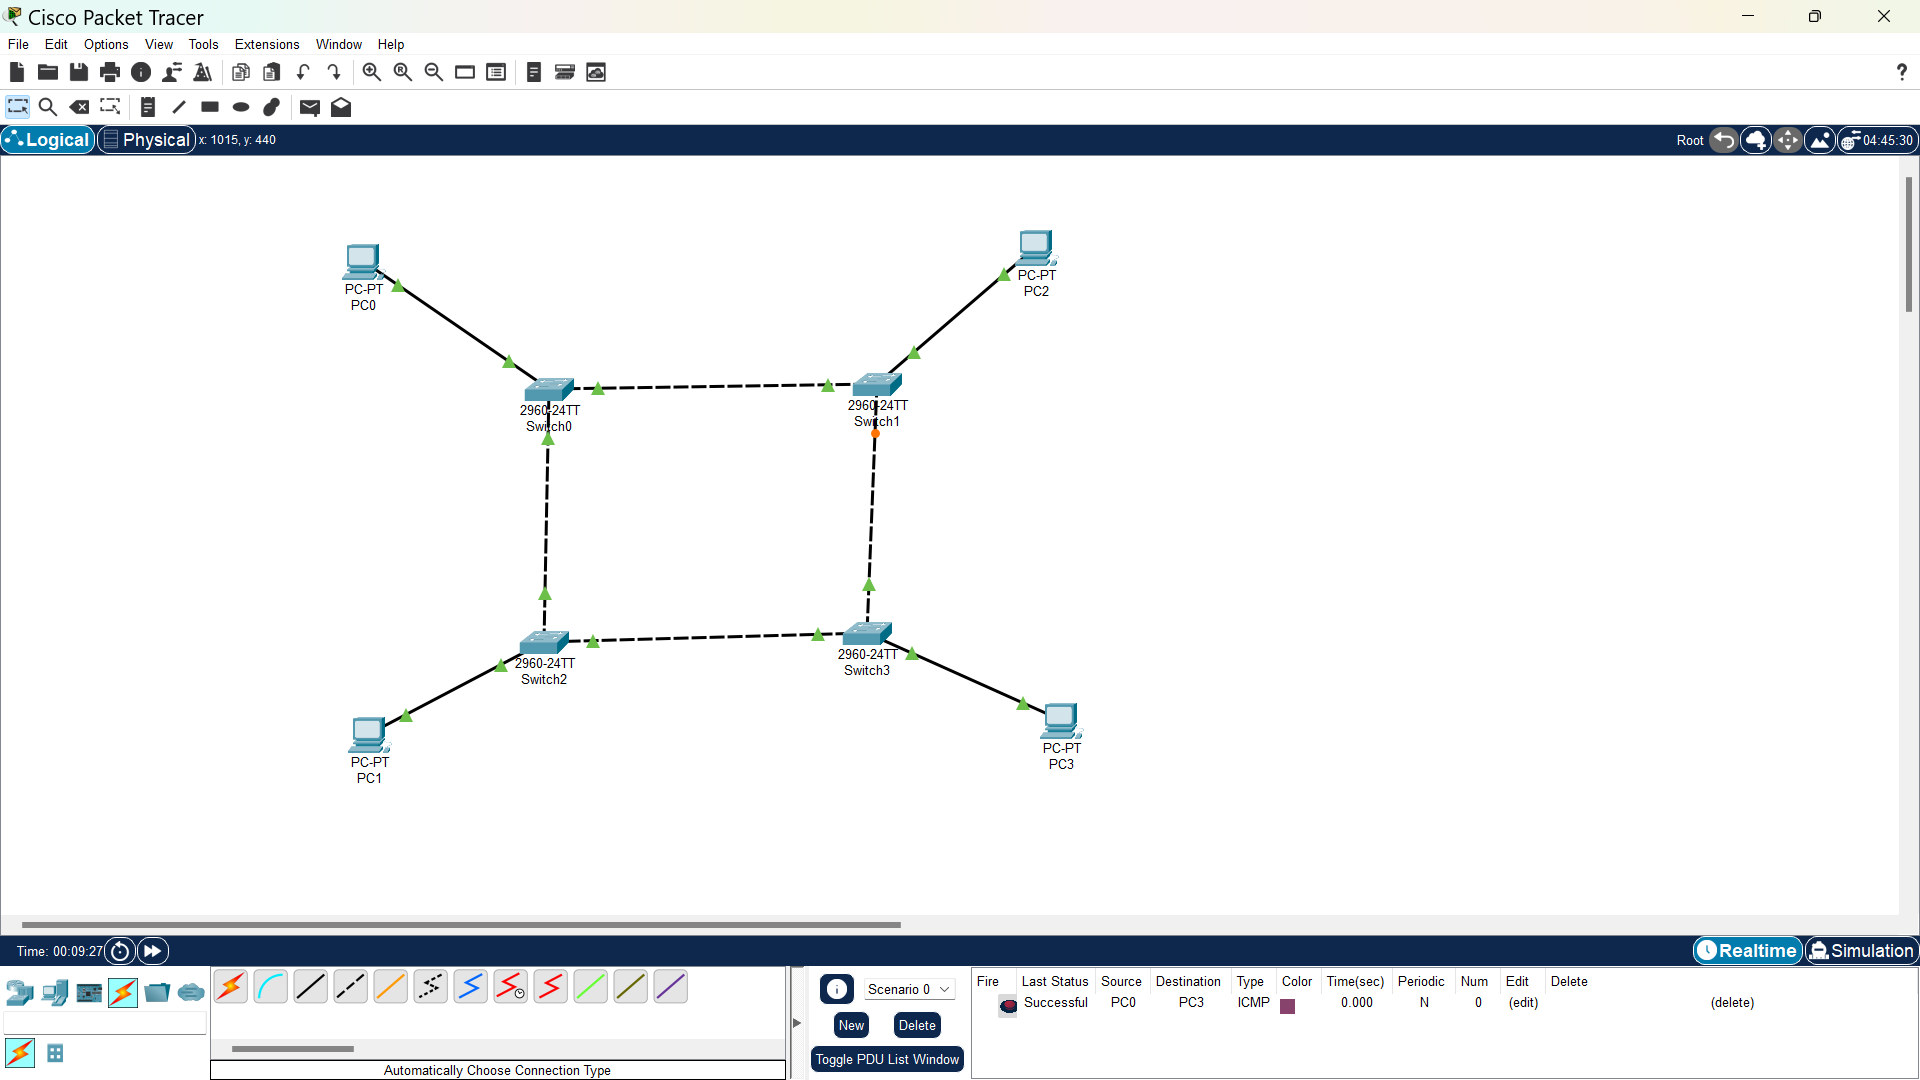 Cisco Packet Tracer
File Edit Options View Tools Extensions Window Help
?
Logical Physical x: 1015, y: 440 Root 04:45:30
PC-PT
PC0
PC-PT
PC2
2960-24TT
Switch0
2960-24TT
Switch1
2960-24TT
Switch2
2960-24TT
Switch3
PC-PT
PC1
PC-PT
PC3
Time: 00:09:27 Realtime Simulation
Scenario 0
New Delete
Toggle PDU List Window
Automatically Choose Connection Type
Fire Last Status Source Destination Type Color Time(sec) Periodic Num Edit Delete
Successful PC0 PC3 ICMP 0.000 N 0 (edit) (delete)